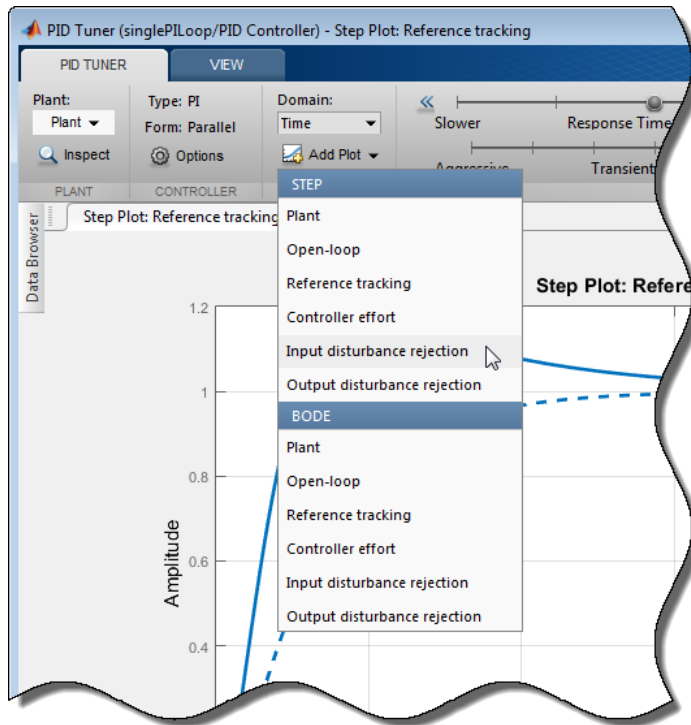 PID Tuner (singlePILoop/PID Controller) - Step Plot: Reference tracking
PID TUNER
VIEW
Plant:
Plant
Inspect
PLANT
Type: PI
Form: Parallel
Options
CONTROLLER
Domain:
Time
Add Plot
Slower
Response Time
Aggressive
Transient
Data Browser
Step Plot: Reference tracking
STEP
Plant
Open-loop
Reference tracking
Controller effort
Input disturbance rejection
Output disturbance rejection
BODE
Plant
Open-loop
Reference tracking
Controller effort
Input disturbance rejection
Output disturbance rejection
Step Plot: Refere
Amplitude
1.2
1
0.8
0.6
0.4